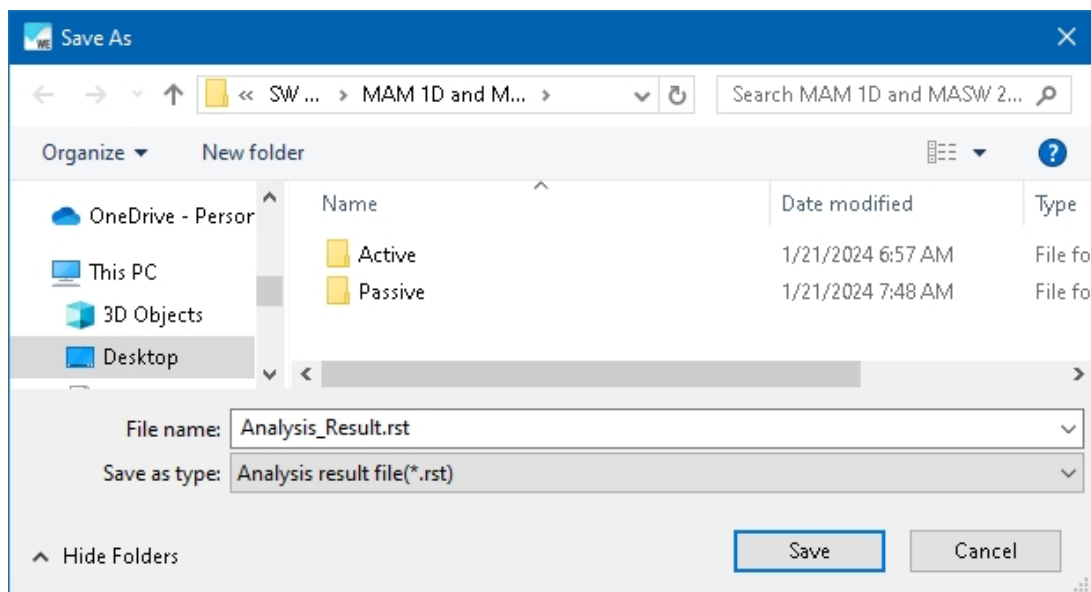 WE Save As
« SW ... > MAM 1D and M... >
Search MAM 1D and MASW 2...
Organize New folder
?
Name Date modified Type
OneDrive - Person
This PC
3D Objects
Desktop
Active 1/21/2024 6:57 AM File fo
Passive 1/21/2024 7:48 AM File fo
File name: Analysis_Result.rst
Save as type: Analysis result file(*.rst)
Hide Folders
Save Cancel